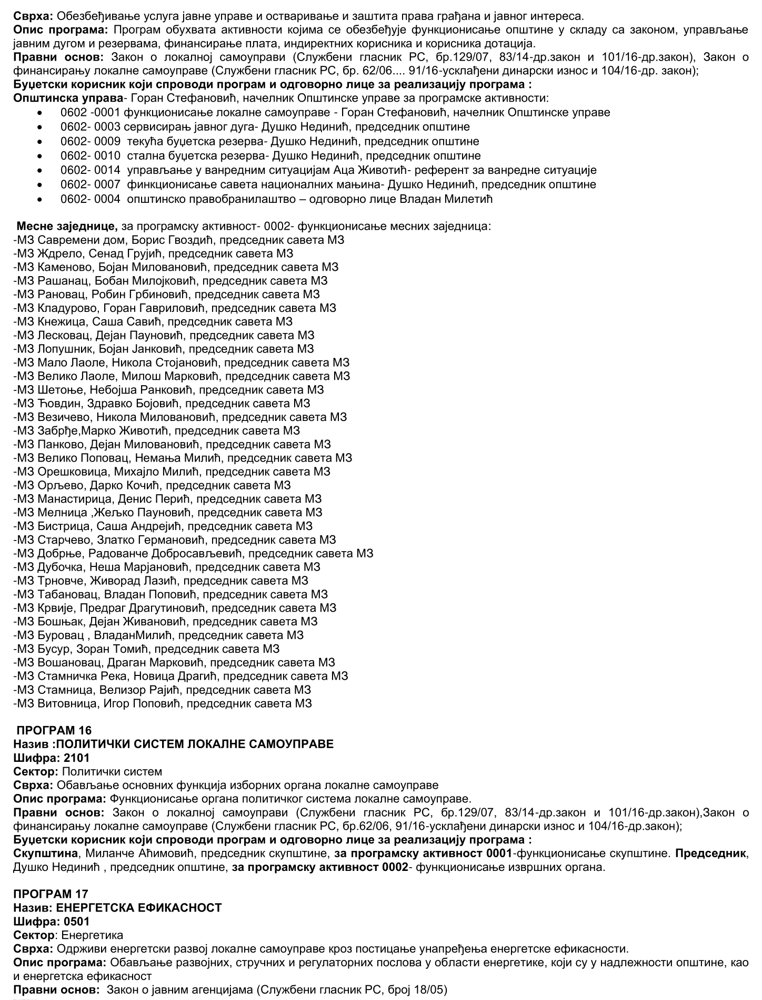 Сврха: Обезбеђивање услуга јавне управе и остваривање и заштита права грађана и јавног интереса.
Опис програма: Програм обухвата активности којима се обезбеђује функционисање општине у складу са законом, управљање
јавним дугом и резервама, финансирање плата, индиректних корисника и корисника дотација.
Правни основ: Закон о локалној самоуправи (Службени гласник РС, бр.129/07, 83/14-др.закон и 101/16-др.закон), Закон о
финансирању локалне самоуправе (Службени гласник РС, бр. 62/06.... 91/16-усклађени динарски износ и 104/16-др. закон);
Буџетски корисник који спроводи програм и одговорно лице за реализацију програма :
Општинска управа- Горан Стефановић, начелник Општинске управе за програмске активности:
• 0602 -0001 функционисање локалне самоуправе - Горан Стефановић, начелник Општинске управе
• 0602- 0003 сервисирањ јавног дуга- Душко Нединић, председник општине
• 0602- 0009 текућа буџетска резерва- Душко Нединић, председник општине
• 0602- 0010 стална буџетска резерва- Душко Нединић, председник општине
• 0602- 0014 управљање у ванредним ситуацијам Аца Животић- референт за ванредне ситуације
• 0602- 0007 финкционисање савета националних мањина- Душко Нединић, председник општине
• 0602- 0004 општинско правобранилаштво – одговорно лице Владан Милетић
Месне заједнице, за програмску активност- 0002- функционисање месних заједница:
-МЗ Савремени дом, Борис Гвоздић, председник савета МЗ
-МЗ Ждрело, Сенад Грујић, председник савета МЗ
-МЗ Каменово, Бојан Миловановић, председник савета МЗ
-МЗ Рашанац, Бобан Милојковић, председник савета МЗ
-МЗ Рановац, Робин Грбиновић, председник савета МЗ
-МЗ Кладурово, Горан Гавриловић, председник савета МЗ
-МЗ Кнежица, Саша Савић, председник савета МЗ
-МЗ Лесковац, Дејан Пауновић, председник савета МЗ
-МЗ Лопушник, Бојан Јанковић, председник савета МЗ
-МЗ Мало Лаоле, Никола Стојановић, председник савета МЗ
-МЗ Велико Лаоле, Милош Марковић, председник савета МЗ
-МЗ Шетоње, Небојша Ранковић, председник савета МЗ
-МЗ Ћовдин, Здравко Бојовић, председник савета МЗ
-МЗ Везичево, Никола Миловановић, председник савета МЗ
-МЗ Забрђе,Марко Животић, председник савета МЗ
-МЗ Панково, Дејан Миловановић, председник савета МЗ
-МЗ Велико Поповац, Немања Милић, председник савета МЗ
-МЗ Орешковица, Михајло Милић, председник савета МЗ
-МЗ Орљево, Дарко Кочић, председник савета МЗ
-МЗ Манастирица, Денис Перић, председник савета МЗ
-МЗ Мелница ,Жељко Пауновић, председник савета МЗ
-МЗ Бистрица, Саша Андрејић, председник савета МЗ
-МЗ Старчево, Златко Германовић, председник савета МЗ
-МЗ Добрње, Радованче Добросављевић, председник савета МЗ
-МЗ Дубочка, Неша Марјановић, председник савета МЗ
-МЗ Трновче, Живорад Лазић, председник савета МЗ
-МЗ Табановац, Владан Поповић, председник савета МЗ
-МЗ Крвије, Предраг Драгутиновић, председник савета МЗ
-МЗ Бошњак, Дејан Живановић, председник савета МЗ
-МЗ Буровац , ВладанМилић, председник савета МЗ
-МЗ Бусур, Зоран Томић, председник савета МЗ
-МЗ Вошановац, Драган Марковић, председник савета МЗ
-МЗ Стамничка Река, Новица Драгић, председник савета МЗ
-МЗ Стамница, Велизор Рајић, председник савета МЗ
-МЗ Витовница, Игор Поповић, председник савета МЗ
ПРОГРАМ 16
Назив :ПОЛИТИЧКИ СИСТЕМ ЛОКАЛНЕ САМОУПРАВЕ
Шифра: 2101
Сектор: Политички систем
Сврха: Обављање основних функција изборних органа локалне самоуправе
Опис програма: Функционисање органа политичког система локалне самоуправе.
Правни основ: Закон о локалној самоуправи (Службени гласник РС, бр.129/07, 83/14-др.закон и 101/16-др.закон),Закон о
финансирању локалне самоуправе (Службени гласник РС, бр.62/06, 91/16-усклађени динарски износ и 104/16-др.закон);
Буџетски корисник који спроводи програм и одговорно лице за реализацију програма :
Скупштина, Миланче Аћимовић, председник скупштине, за програмску активност 0001-функционисање скупштине. Председник,
Душко Нединић , председник општине, за програмску активност 0002- функционисање извршних органа.
ПРОГРАМ 17
Назив: ЕНЕРГЕТСКА ЕФИКАСНОСТ
Шифра: 0501
Сектор: Енергетика
Сврха: Одрживи енергетски развој локалне самоуправе кроз постицање унапређења енергетске ефикасности.
Опис програма: Обављање развојних, стручних и регулаторних послова у области енергетике, који су у надлежности општине, као
и енергетска ефикасност
Правни основ: Закон о јавним агенцијама (Службени гласник РС, број 18/05)